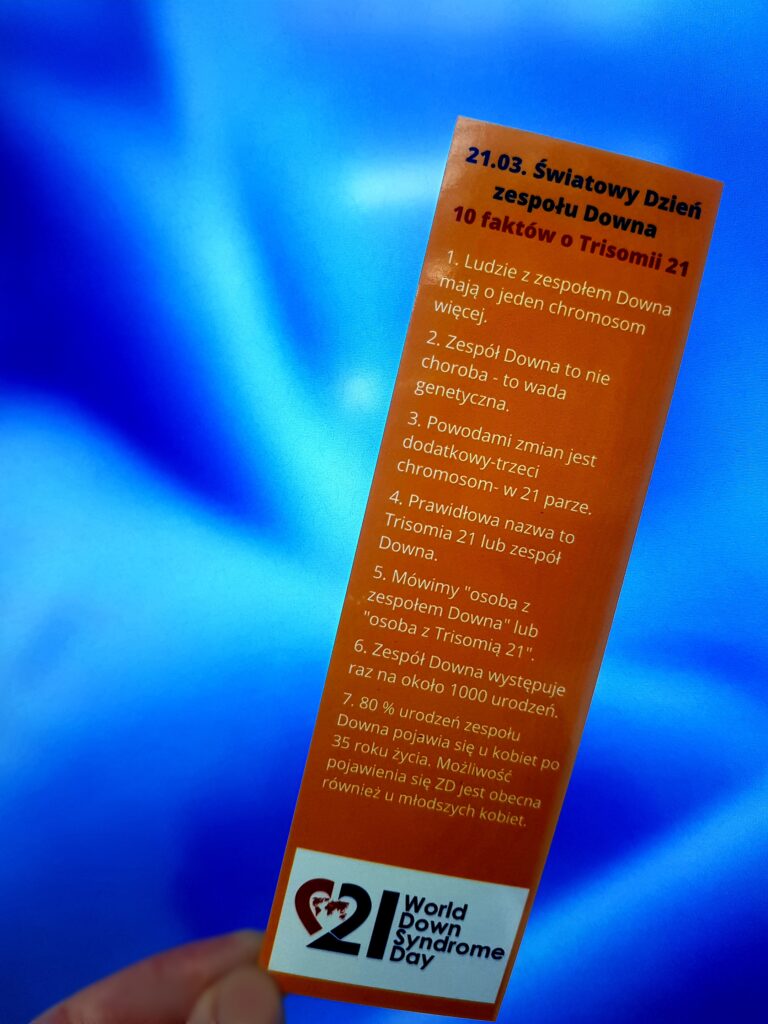 21.03. Światowy Dzień
zespołu Downa
10 faktów o Trisomii 21
1. Ludzie z zespołem Downa
mają o jeden chromosom
więcej.
2. Zespół Downa to nie
choroba - to wada
genetyczna.
3. Powodami zmian jest
dodatkowy-trzeci
chromosom- w 21 parze.
4. Prawidłowa nazwa to
Trisomia 21 lub zespół
Downa.
5. Mówimy "osoba z
zespołem Downa" lub
"osoba z Trisomią 21".
6. Zespół Downa występuje
raz na około 1000 urodzeń.
7. 80 % urodzeń zespołu
Downa pojawia się u kobiet po
35 roku życia. Możliwość
pojawienia się ZD jest obecna
również u młodszych kobiet.
21
World
Down
Syndrome
Day